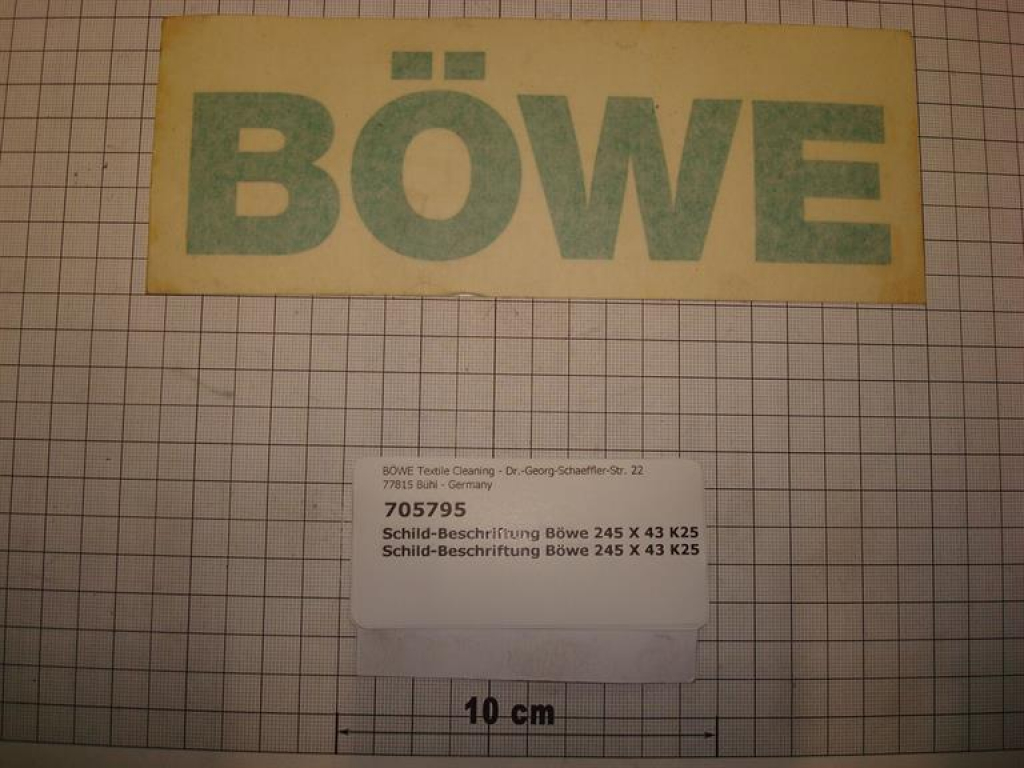 BÖWE
BÖWE Textile Cleaning - Dr.-Georg-Schaeffler-Str. 22
77815 Bühl - Germany
705795
Schild-Beschriftung Böwe 245 X 43 K25
Schild-Beschriftung Böwe 245 X 43 K25
10 cm